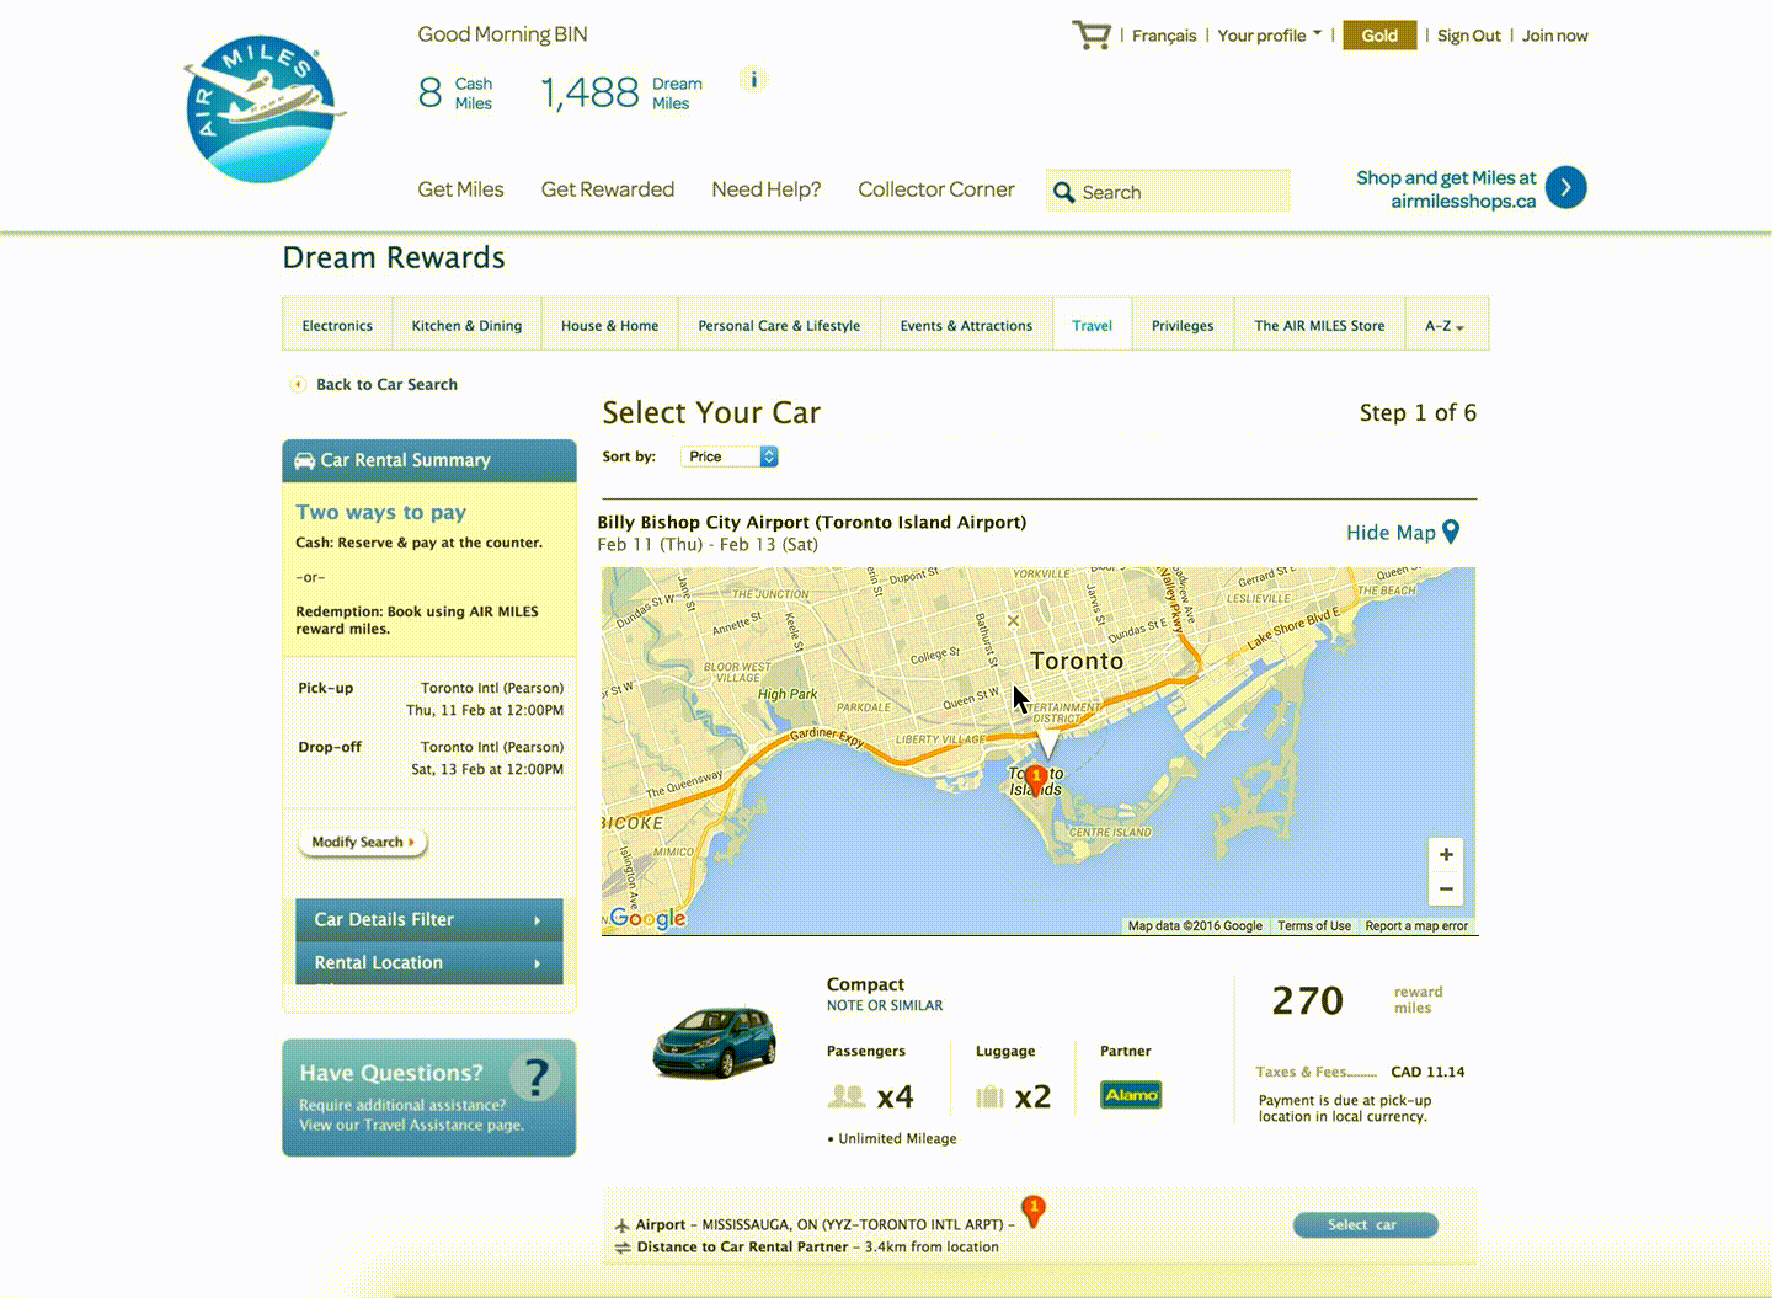 AIR MILES
Good Morning BIN
8 Cash Miles
1,488 Dream Miles
i
Français
Your profile
Gold
Sign Out
Join now
Get Miles
Get Rewarded
Need Help?
Collector Corner
Search
Shop and get Miles at
airmilesshops.ca
Dream Rewards
Electronics
Kitchen & Dining
House & Home
Personal Care & Lifestyle
Events & Attractions
Travel
Privileges
The AIR MILES Store
A-Z
Back to Car Search
Select Your Car
Step 1 of 6
Sort by: Price
Car Rental Summary
Two ways to pay
Cash: Reserve & pay at the counter.
-or-
Redemption: Book using AIR MILES
reward miles.
Pick-up Toronto Intl (Pearson)
Thu, 11 Feb at 12:00PM
Drop-off Toronto Intl (Pearson)
Sat, 13 Feb at 12:00PM
Modify Search
Car Details Filter
Rental Location
Have Questions? ?
Require additional assistance?
View our Travel Assistance page.
Billy Bishop City Airport (Toronto Island Airport)
Feb 11 (Thu) - Feb 13 (Sat)
Hide Map
Dupont St
YORKVILLE
Gerrard St E
Queen St
THE BEACH
Jane St
THE JUNCTION
Dundas St W
LESLIEVILLE
Annette St
Keele St
Bathurst St
Jarvis St
Dundas St E
Lake Shore Blvd E
College St
Toronto
BLOOR WEST
VILLAGE
High Park
Queen St W
PARKDALE
DISTRICT
Gardiner Expy
LIBERTY VILLAGE
1
The Queensway
CENTRE ISLAND
MIMICO
Islington Ave
Google
+
−
Map data ©2016 Google
Terms of Use
Report a map error
Compact
NOTE OR SIMILAR
Passengers
x4
Luggage
x2
Partner
Alamo
• Unlimited Mileage
270 reward
miles
Taxes & Fees........ CAD 11.14
Payment is due at pick-up
location in local currency.
Airport - MISSISSAUGA, ON (YYZ-TORONTO INTL ARPT) - 1
Distance to Car Rental Partner - 3.4km from location
Select car